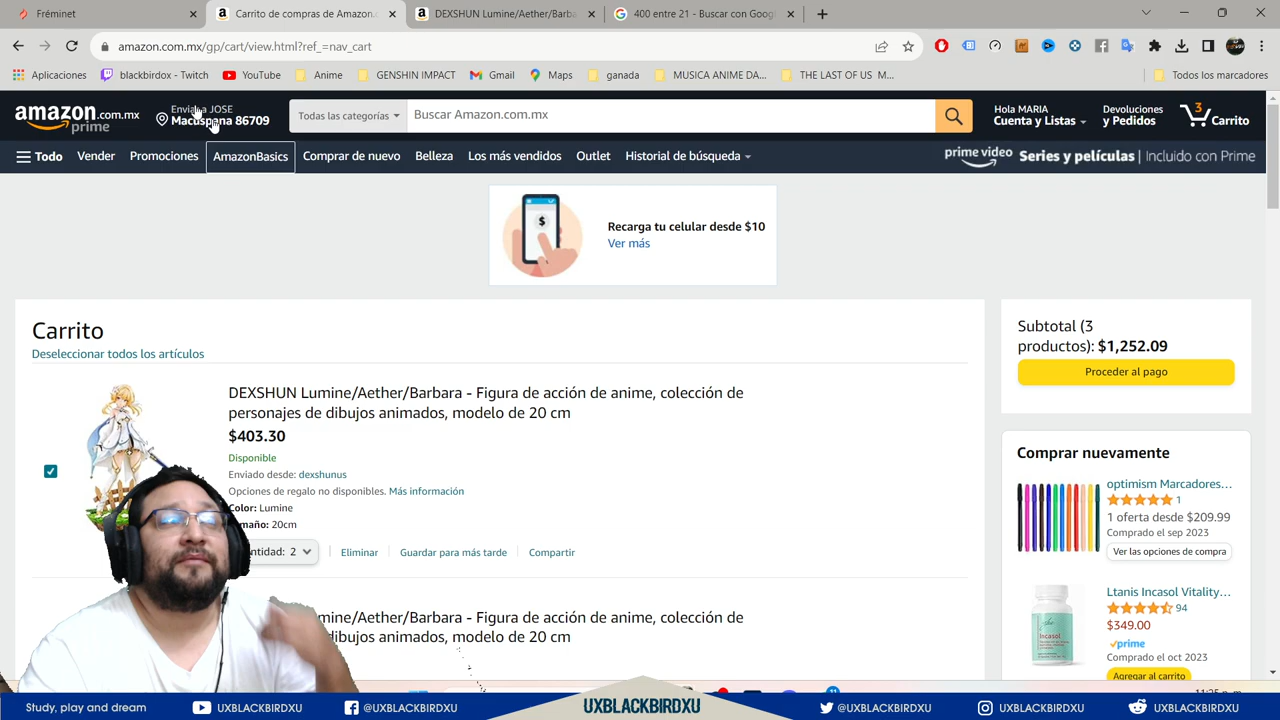 Fréminet
Carrito de compras de Amazon.c
DEXSHUN Lumine/Aether/Barba
400 entre 21 - Buscar con Goog
amazon.com.mx/gp/cart/view.html?ref_=nav_cart
Aplicaciones
blackbirdox - Twitch
YouTube
Anime
GENSHIN IMPACT
Gmail
Maps
ganada
MUSICA ANIME DA...
THE LAST OF US M...
Todos los marcadores
amazon.com.mx
prime
Enviar a JOSE
Macuspana 86709
Todas las categorías
Buscar Amazon.com.mx
Hola MARIA
Cuenta y Listas
Devoluciones
y Pedidos
3
Carrito
Todo
Vender
Promociones
AmazonBasics
Comprar de nuevo
Belleza
Los más vendidos
Outlet
Historial de búsqueda
prime video
Series y películas | Incluido con Prime
Recarga tu celular desde $10
Ver más
Carrito
Deseleccionar todos los artículos
DEXSHUN Lumine/Aether/Barbara - Figura de acción de anime, colección de
personajes de dibujos animados, modelo de 20 cm
$403.30
Disponible
Enviado desde: dexshunus
Opciones de regalo no disponibles. Más información
Color: Lumine
maño: 20cm
ntidad: 2
Eliminar
Guardar para más tarde
Compartir
mine/Aether/Barbara - Figura de acción de anime, colección de
dibujos animados, modelo de 20 cm
Subtotal (3
productos): $1,252.09
Proceder al pago
Comprar nuevamente
optimism Marcadores...
1
1 oferta desde $209.99
Comprado el sep 2023
Ver las opciones de compra
Ltanis Incasol Vitality...
94
$349.00
prime
Comprado el oct 2023
Agregar al carrito
Incasol
Study, play and dream
UXBLACKBIRDXU
@UXBLACKBIRDXU
UXBLACKBIRDXU
@UXBLACKBIRDXU
UXBLACKBIRDXU
UXBLACKBIRDXU